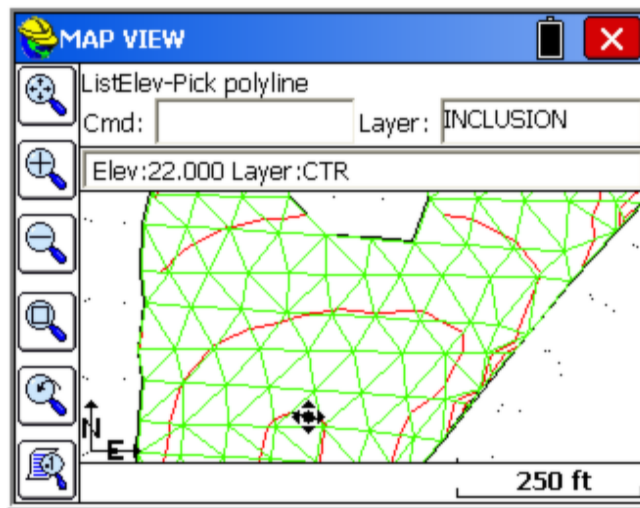 MAP VIEW
ListElev-Pick polyline
Cmd: Layer: INCLUSION
Elev:22.000 Layer:CTR
N
E
250 ft